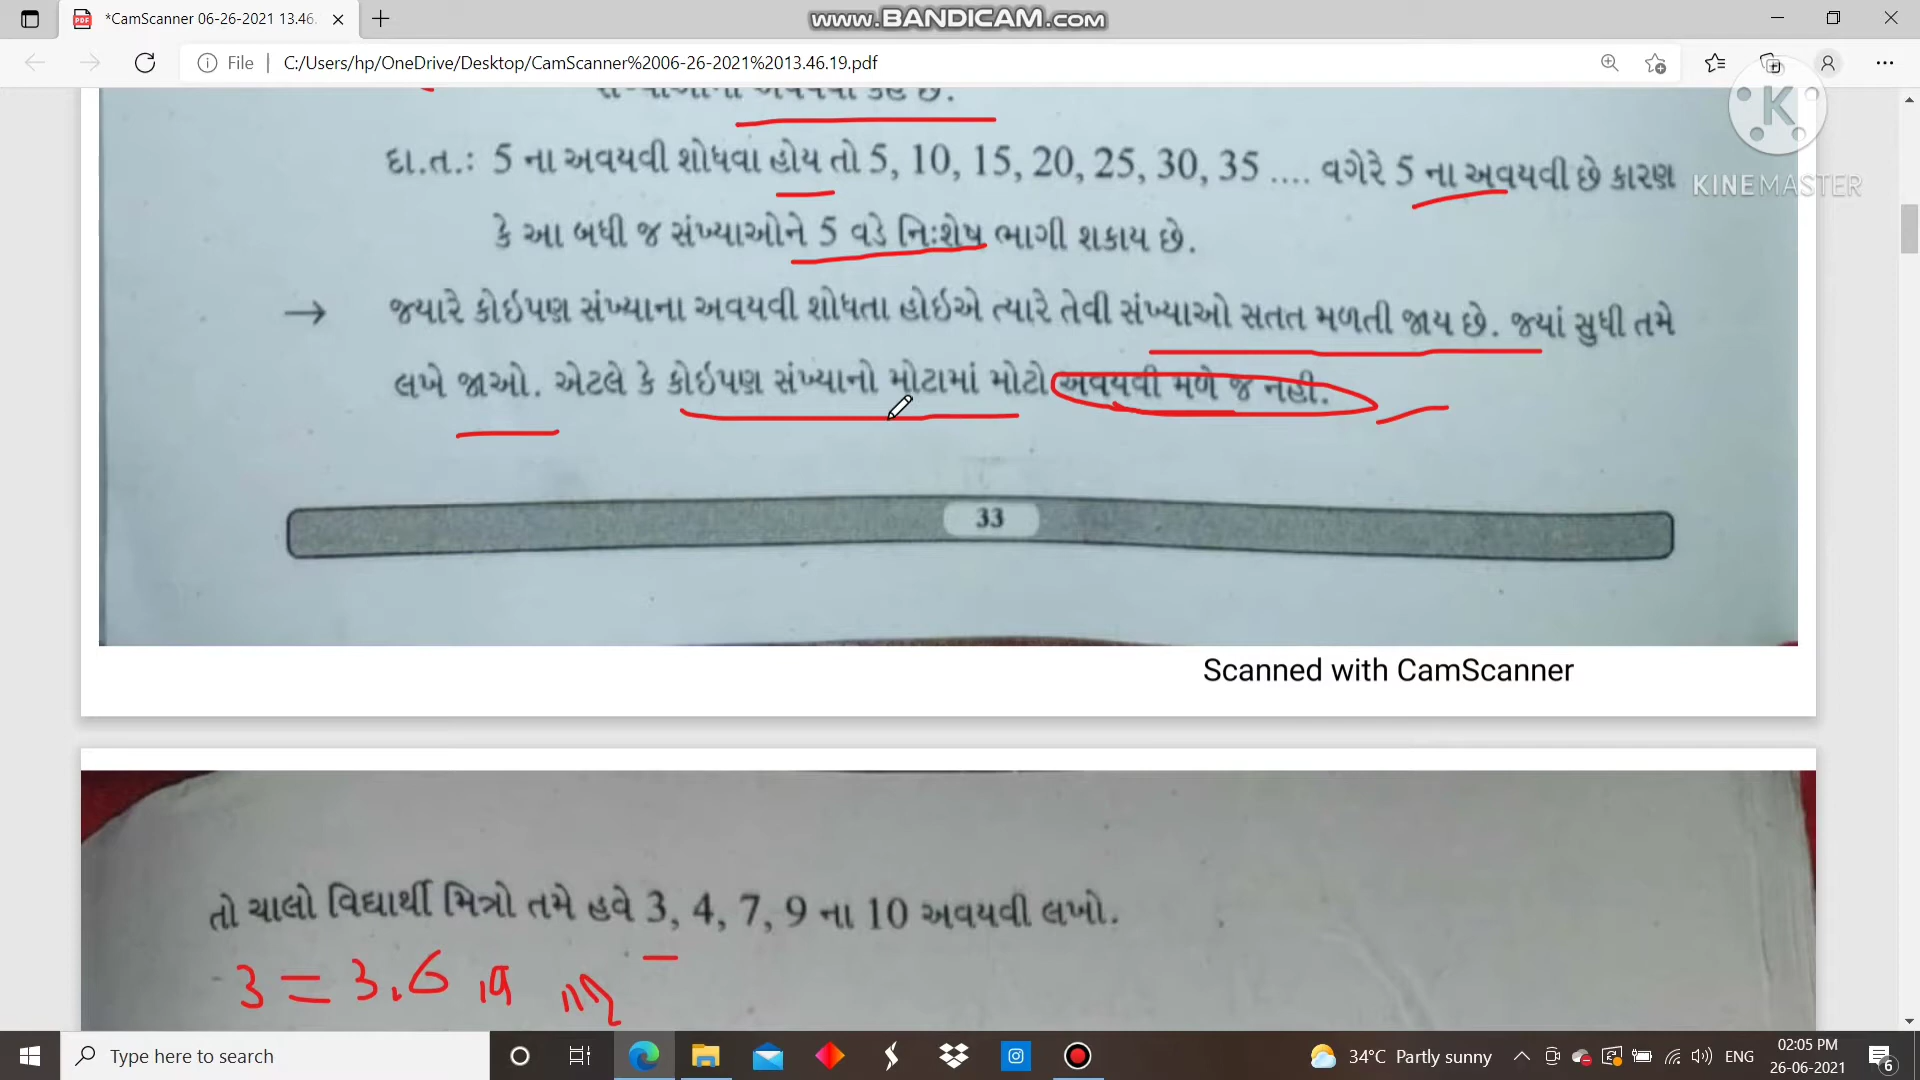 *CamScanner 06-26-2021 13.46.
www.BANDICAM.com
File
C:/Users/hp/OneDrive/Desktop/CamScanner%2006-26-2021%2013.46.19.pdf
K
KINEMASTER
દા.ત.: 5 ના અવયવી શોધવા હોય તો 5, 10, 15, 20, 25, 30, 35 .... વગેરે 5 ના અવયવી છે કારણ
કે આ બધી જ સંખ્યાઓને 5 વડે નિઃશેષ ભાગી શકાય છે.
→ જ્યારે કોઇપણ સંખ્યાના અવયવી શોધતા હોઇએ ત્યારે તેવી સંખ્યાઓ સતત મળતી જાય છે. જ્યાં સુધી તમે
લખે જાઓ. એટલે કે કોઇપણ સંખ્યાનો મોટામાં મોટો અવયવી મળે જ નહી.
33
Scanned with CamScanner
તો ચાલો વિદ્યાર્થી મિત્રો તમે હવે 3, 4, 7, 9 ના 10 અવયવી લખો.
3 = 3, 6
Type here to search
34°C Partly sunny
ENG
02:05 PM
26-06-2021
6